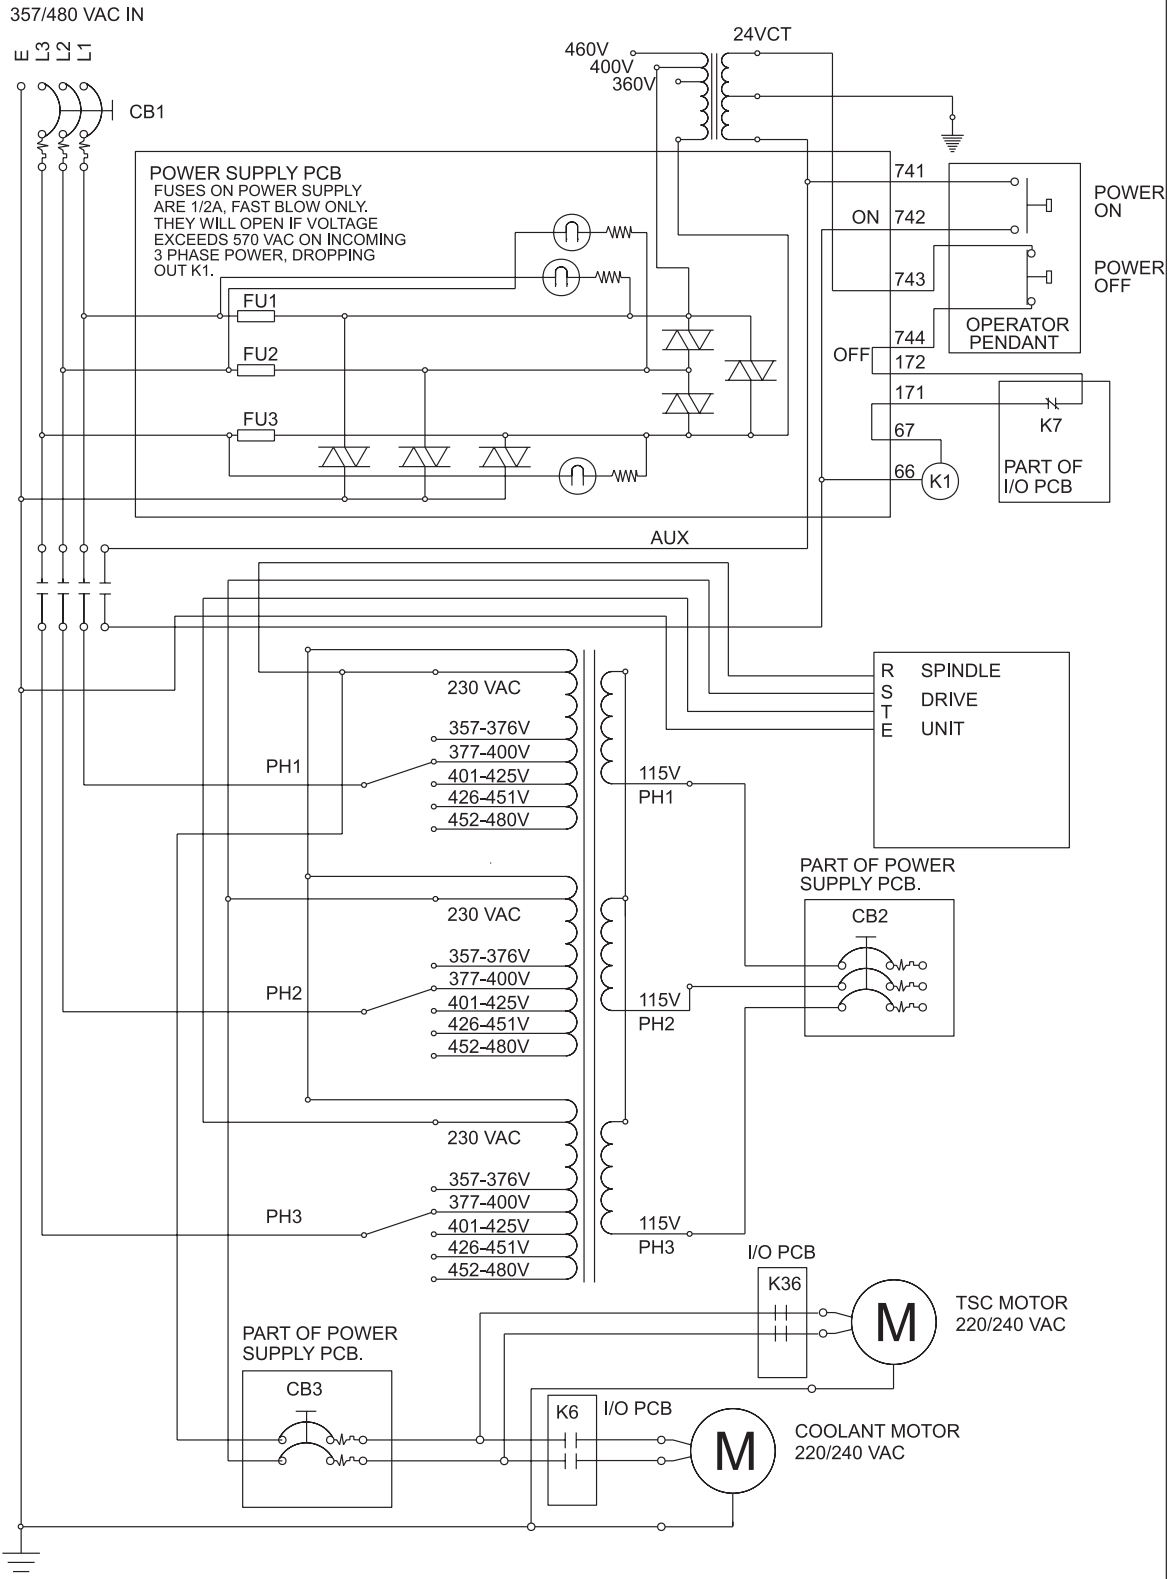 357/480 VAC IN
E
L3
L2
L1
CB1
24VCT
460V
400V
360V
POWER SUPPLY PCB
FUSES ON POWER SUPPLY
ARE 1/2A, FAST BLOW ONLY.
THEY WILL OPEN IF VOLTAGE
EXCEEDS 570 VAC ON INCOMING
3 PHASE POWER, DROPPING
OUT K1.
FU1
FU2
FU3
741
ON 742
743
744
OFF
172
171
67
66
K1
POWER
ON
POWER
OFF
OPERATOR
PENDANT
K7
PART OF
I/O PCB
AUX
R SPINDLE
S
DRIVE
T
E UNIT
230 VAC
357-376V
377-400V
401-425V
426-451V
452-480V
PH1
115V
PH1
230 VAC
357-376V
377-400V
401-425V
426-451V
452-480V
PH2
115V
PH2
PART OF POWER
SUPPLY PCB.
CB2
230 VAC
357-376V
377-400V
401-425V
426-451V
452-480V
PH3
115V
PH3
I/O PCB
K36
M
TSC MOTOR
220/240 VAC
PART OF POWER
SUPPLY PCB.
CB3
K6
I/O PCB
M
COOLANT MOTOR
220/240 VAC